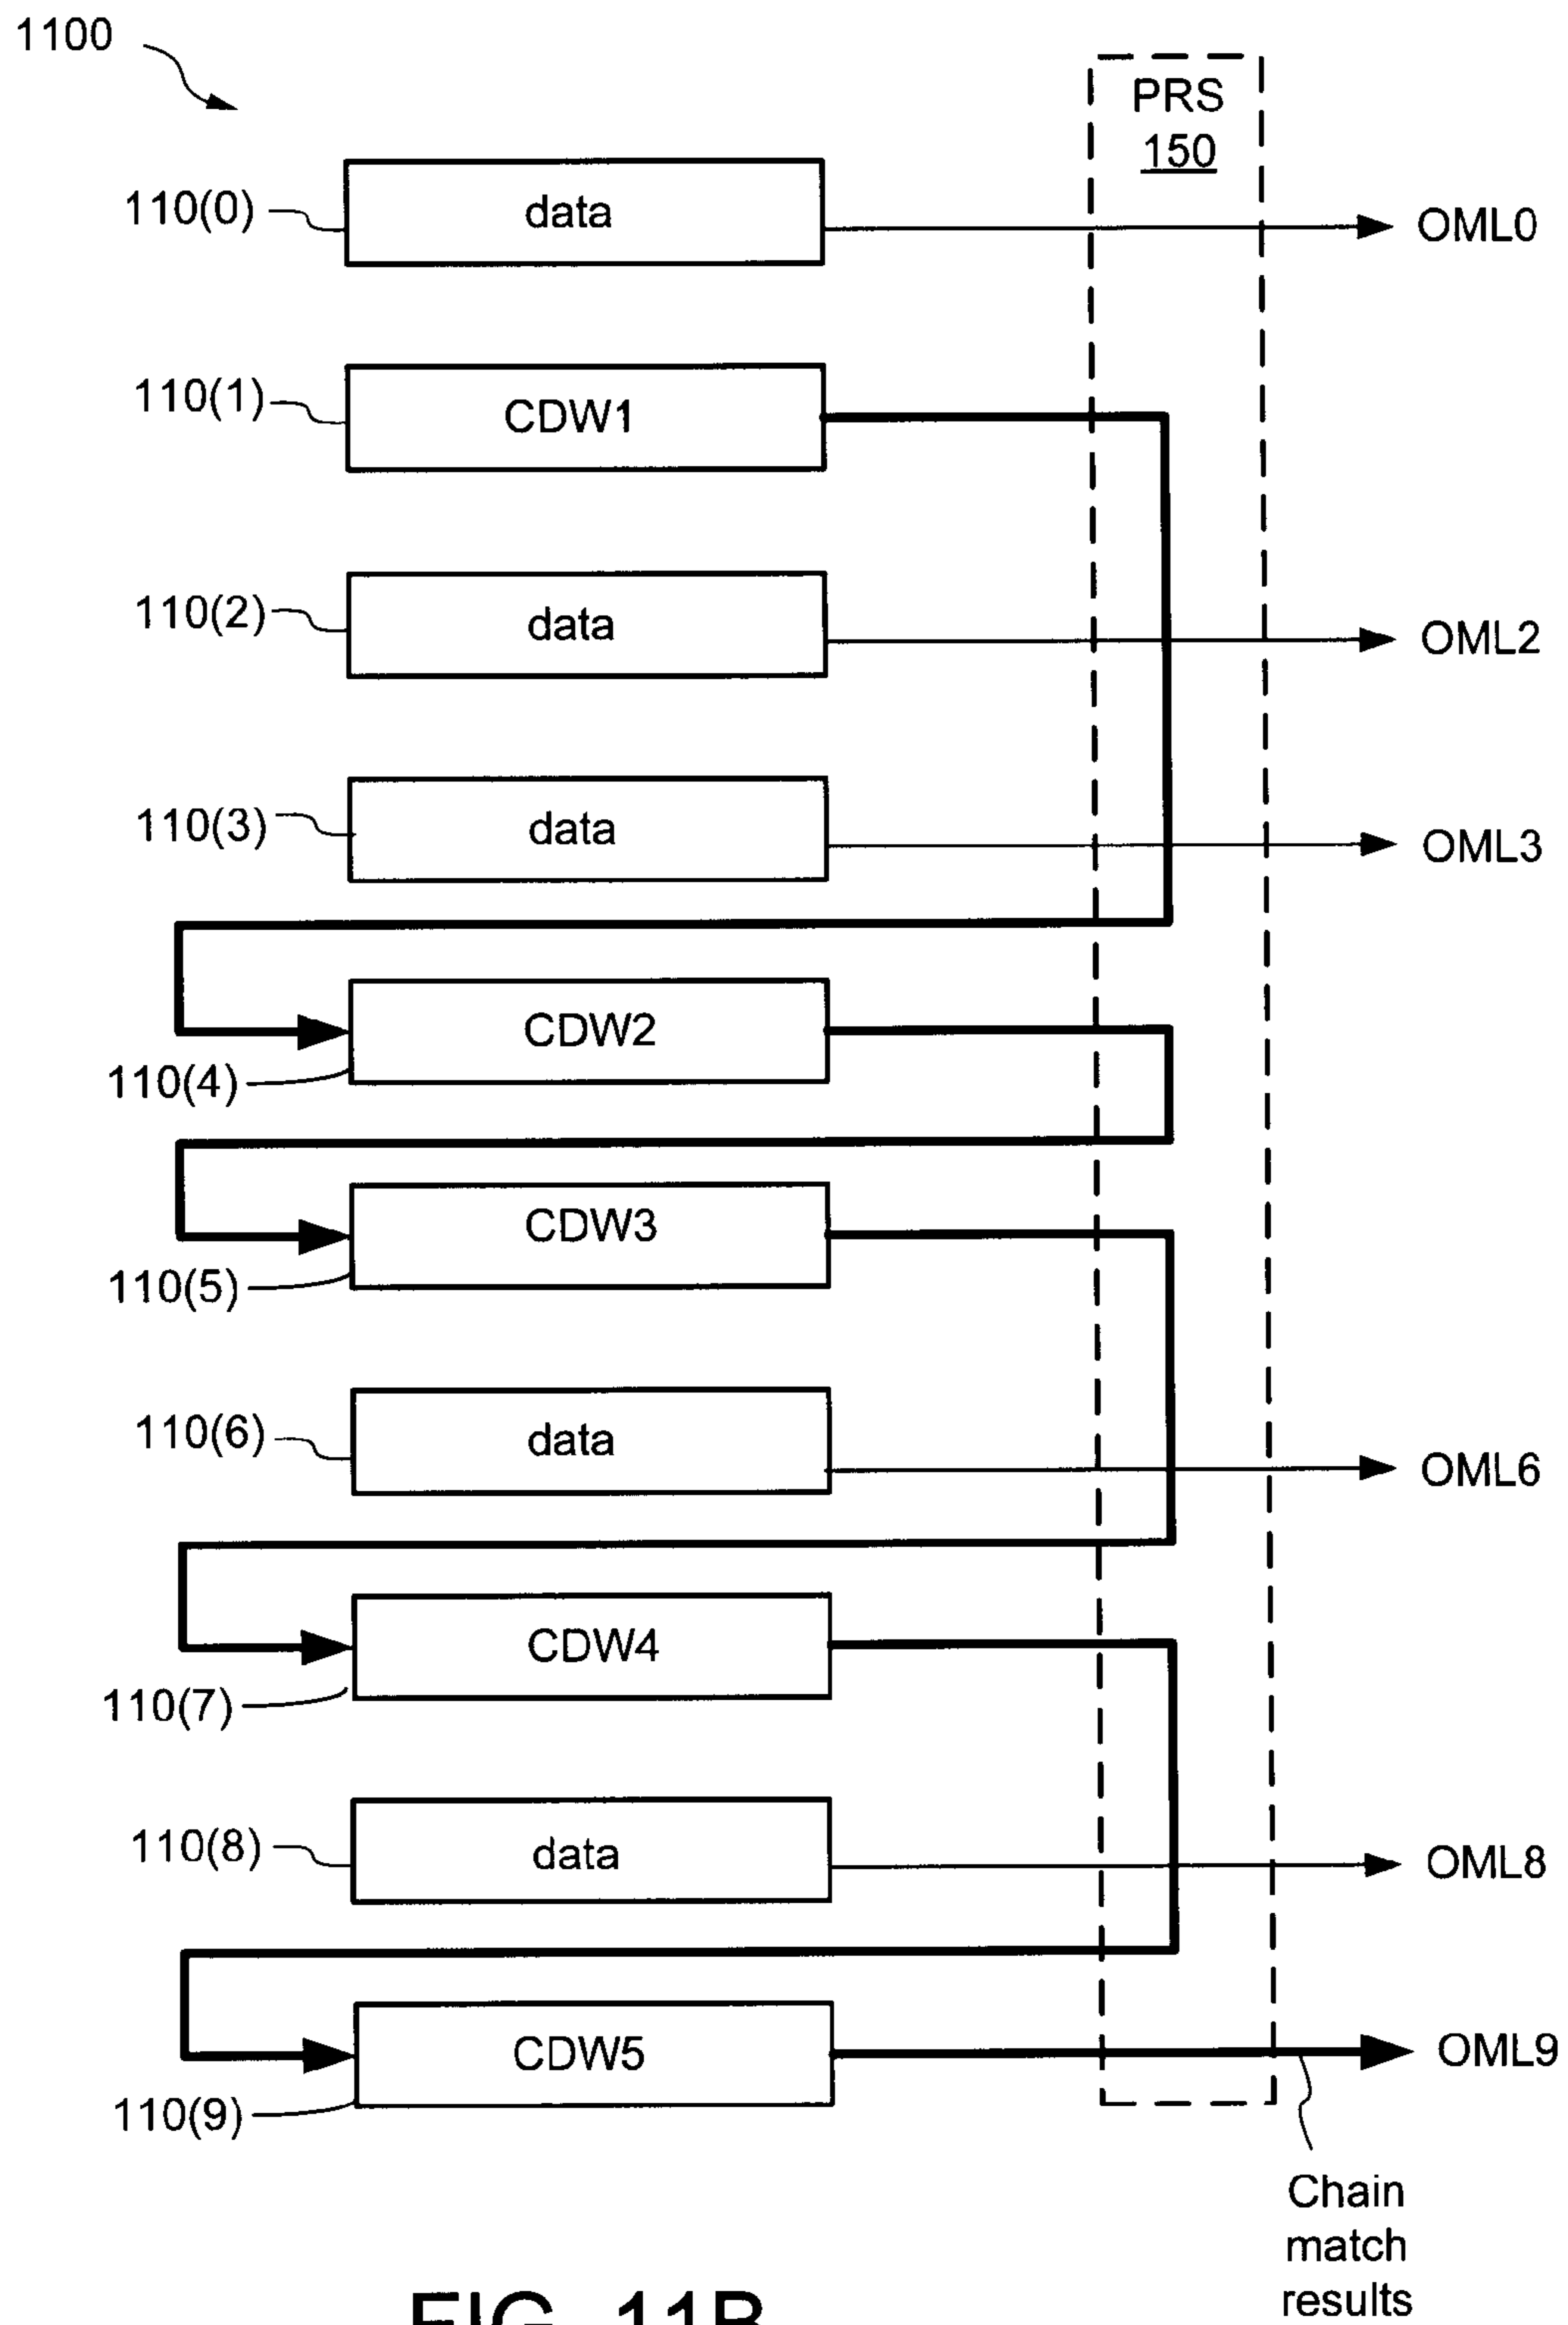 1100
PRS
150
110(0)
data
OML0
110(1)
CDW1
110(2)
data
OML2
110(3)
data
OML3
CDW2
110(4)
CDW3
110(5)
110(6)
data
OML6
CDW4
110(7)
110(8)
data
OML8
CDW5
OML9
110(9)
Chain
match
results
FIG. 11B